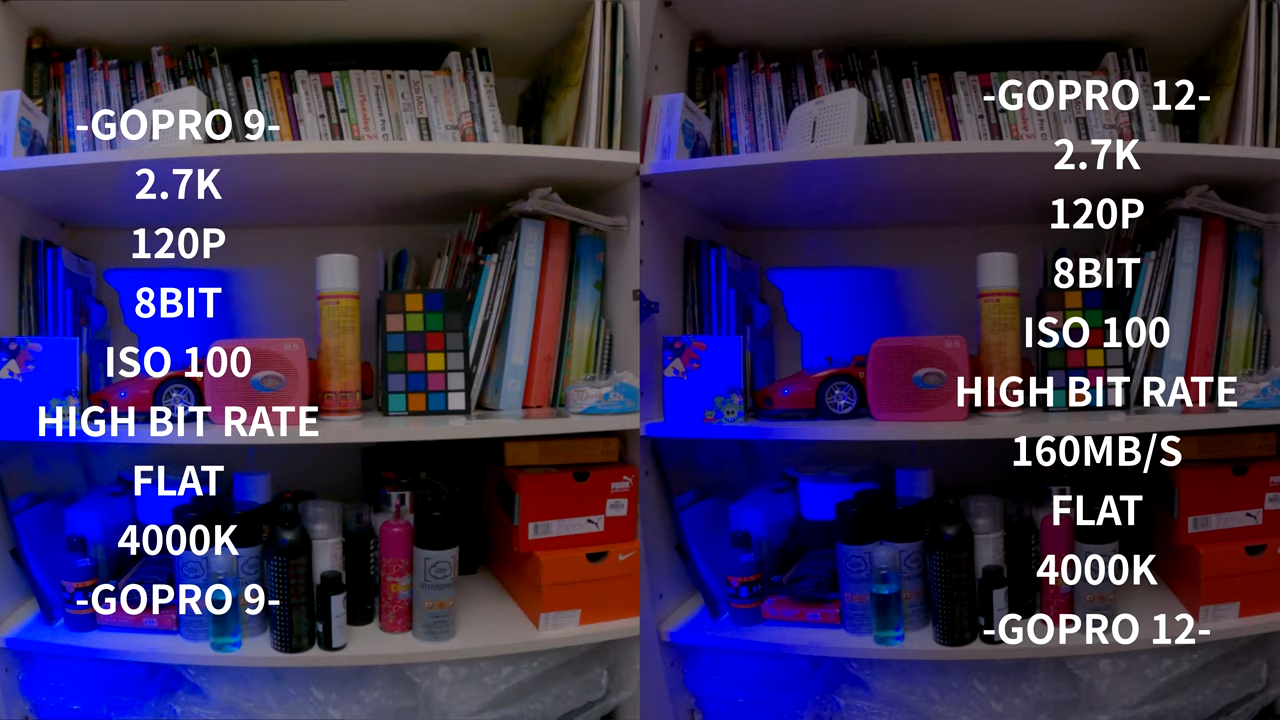 -GOPRO 9-
2.7K
120P
8BIT
ISO 100
HIGH BIT RATE
FLAT
4000K
-GOPRO 9-
-GOPRO 12-
2.7K
120P
8BIT
ISO 100
HIGH BIT RATE
160MB/S
FLAT
4000K
-GOPRO 12-
PUMA